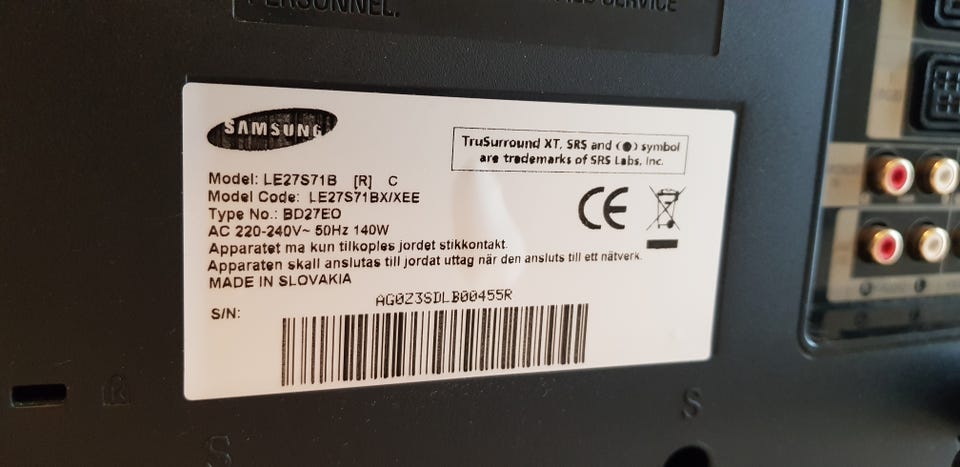 PERSONNEL.
SERVICE
SAMSUNG
TruSurround XT, SRS and (●) symbol
are trademarks of SRS Labs, Inc.
Model: LE27S71B [R] C
Model Code: LE27S71BX/XEE
Type No.: BD27EO
AC 220-240V~ 50Hz 140W
Apparatet ma kun tilkoples jordet stikkontakt.
Apparaten skall anslutas till jordat uttag när den ansluts till ett nätverk.
MADE IN SLOVAKIA
CE
AG0Z3SDLB00455R
S/N:
R
S
S